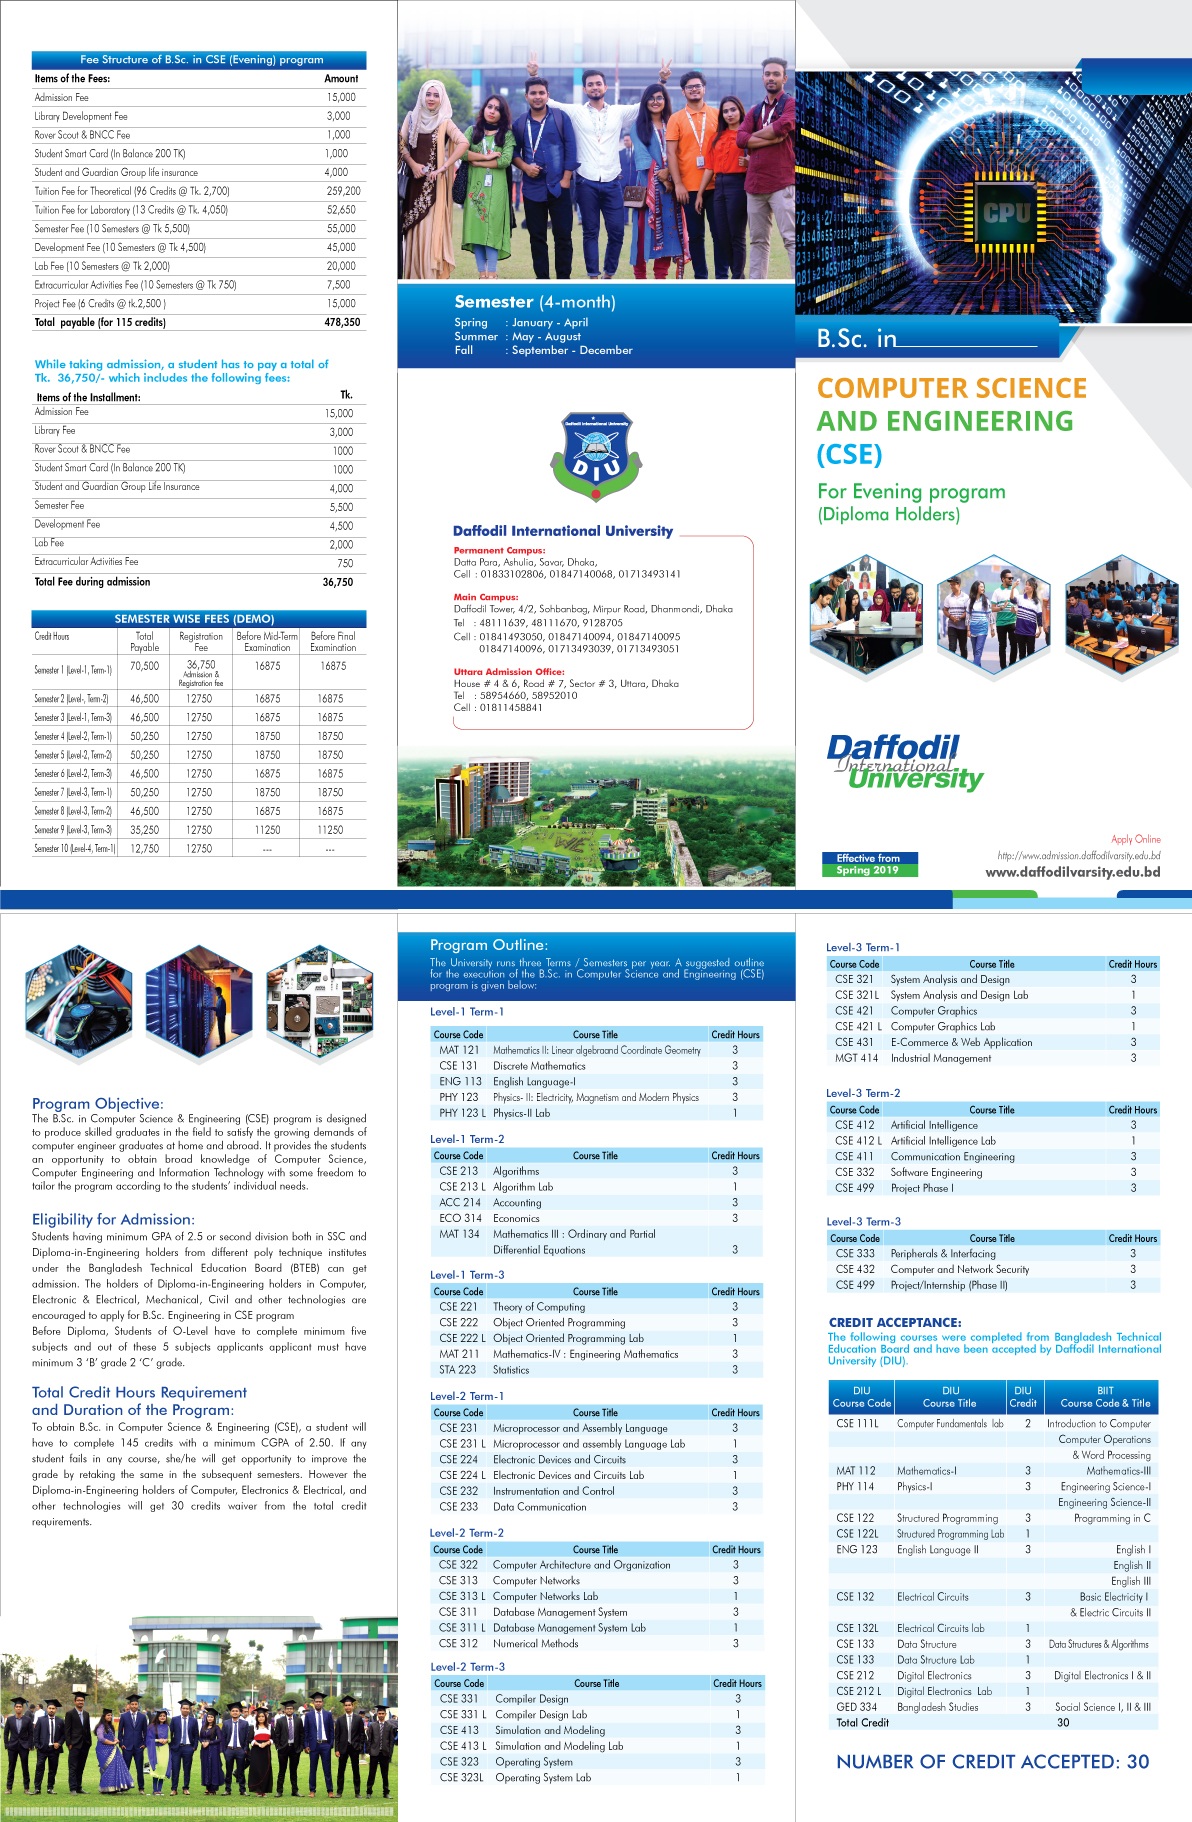 Fee Structure of B.Sc. in CSE (Evening) program
Items of the Fees: Amount
Admission Fee 15,000
Library Development Fee 3,000
Rover Scout & BNCC Fee 1,000
Student Smart Card (In Balance 200 TK) 1,000
Student and Guardian Group life insurance 4,000
Tuition Fee for Theoretical (96 Credits @ Tk. 2,700) 259,200
Tuition Fee for Laboratory (13 Credits @ Tk. 4,050) 52,650
Semester Fee (10 Semesters @ Tk 5,500) 55,000
Development Fee (10 Semesters @ Tk 4,500) 45,000
Lab Fee (10 Semesters @ Tk 2,000) 20,000
Extracurricular Activities Fee (10 Semesters @ Tk 750) 7,500
Project Fee (6 Credits @ tk.2,500 ) 15,000
Total payable (for 115 credits) 478,350
While taking admission, a student has to pay a total of
Tk. 36,750/- which includes the following fees:
Items of the Installment: Tk.
Admission Fee 15,000
Library Fee 3,000
Rover Scout & BNCC Fee 1000
Student Smart Card (In Balance 200 TK) 1000
Student and Guardian Group Life Insurance 4,000
Semester Fee 5,500
Development Fee 4,500
Lab Fee 2,000
Extracurricular Activities Fee 750
Total Fee during admission 36,750
SEMESTER WISE FEES (DEMO)
Credit Hours Total Payable Registration Fee Before Mid-Term Examination Before Final Examination
Semester 1 (Level-1, Term-1) 70,500 36,750 Admission & Registration fee 16875 16875
Semester 2 (Level-, Term-2) 46,500 12750 16875 16875
Semester 3 (Level-1, Term-3) 46,500 12750 16875 16875
Semester 4 (Level-2, Term-1) 50,250 12750 18750 18750
Semester 5 (Level-2, Term-2) 50,250 12750 18750 18750
Semester 6 (Level-2, Term-3) 46,500 12750 16875 16875
Semester 7 (Level-3, Term-1) 50,250 12750 18750 18750
Semester 8 (Level-3, Term-2) 46,500 12750 16875 16875
Semester 9 (Level-3, Term-3) 35,250 12750 11250 11250
Semester 10 (Level-4, Term-1) 12,750 12750 --- ---
Semester (4-month)
Spring : January - April
Summer : May - August
Fall : September - December
Daffodil International University
DIU
Daffodil International University
Permanent Campus:
Datta Para, Ashulia, Savar, Dhaka,
Cell : 01833102806, 01847140068, 01713493141
Main Campus:
Daffodil Tower, 4/2, Sohbanbag, Mirpur Road, Dhanmondi, Dhaka
Tel : 48111639, 48111670, 9128705
Cell : 01841493050, 01847140094, 01847140095
01847140096, 01713493039, 01713493051
Uttara Admission Office:
House # 4 & 6, Road # 7, Sector # 3, Uttara, Dhaka
Tel : 58954660, 58952010
Cell : 01811458841
CPU
B.Sc. in
COMPUTER SCIENCE
AND ENGINEERING
(CSE)
For Evening program
(Diploma Holders)
Daffodil
International
University
Apply Online
http://www.admission.daffodilvarsity.edu.bd
www.daffodilvarsity.edu.bd
Effective from
Spring 2019
Program Objective:
The B.Sc. in Computer Science & Engineering (CSE) program is designed
to produce skilled graduates in the field to satisfy the growing demands of
computer engineer graduates at home and abroad. It provides the students
an opportunity to obtain broad knowledge of Computer Science,
Computer Engineering and Information Technology with some freedom to
tailor the program according to the students' individual needs.
Eligibility for Admission:
Students having minimum GPA of 2.5 or second division both in SSC and
Diploma-in-Engineering holders from different poly technique institutes
under the Bangladesh Technical Education Board (BTEB) can get
admission. The holders of Diploma-in-Engineering holders in Computer,
Electronic & Electrical, Mechanical, Civil and other technologies are
encouraged to apply for B.Sc. Engineering in CSE program
Before Diploma, Students of O-Level have to complete minimum five
subjects and out of these 5 subjects applicants applicant must have
minimum 3 'B' grade 2 'C' grade.
Total Credit Hours Requirement
and Duration of the Program:
To obtain B.Sc. in Computer Science & Engineering (CSE), a student will
have to complete 145 credits with a minimum CGPA of 2.50. If any
student fails in any course, she/he will get opportunity to improve the
grade by retaking the same in the subsequent semesters. However the
Diploma-in-Engineering holders of Computer, Electronics & Electrical, and
other technologies will get 30 credits waiver from the total credit
requirements.
Program Outline:
The University runs three Terms / Semesters per year. A suggested outline
for the execution of the B.Sc. in Computer Science and Engineering (CSE)
program is given below:
Level-1 Term-1
Course Code Course Title Credit Hours
MAT 121 Mathematics II: Linear algebraand Coordinate Geometry 3
CSE 131 Discrete Mathematics 3
ENG 113 English Language-I 3
PHY 123 Physics- II: Electricity, Magnetism and Modern Physics 3
PHY 123 L Physics-II Lab 1
Level-1 Term-2
Course Code Course Title Credit Hours
CSE 213 Algorithms 3
CSE 213 L Algorithm Lab 1
ACC 214 Accounting 3
ECO 314 Economics 3
MAT 134 Mathematics III : Ordinary and Partial
Differential Equations 3
Level-1 Term-3
Course Code Course Title Credit Hours
CSE 221 Theory of Computing 3
CSE 222 Object Oriented Programming 3
CSE 222 L Object Oriented Programming Lab 1
MAT 211 Mathematics-IV : Engineering Mathematics 3
STA 223 Statistics 3
Level-2 Term-1
Course Code Course Title Credit Hours
CSE 231 Microprocessor and Assembly Language 3
CSE 231 L Microprocessor and assembly Language Lab 1
CSE 224 Electronic Devices and Circuits 3
CSE 224 L Electronic Devices and Circuits Lab 1
CSE 232 Instrumentation and Control 3
CSE 233 Data Communication 3
Level-2 Term-2
Course Code Course Title Credit Hours
CSE 322 Computer Architecture and Organization 3
CSE 313 Computer Networks 3
CSE 313 L Computer Networks Lab 1
CSE 311 Database Management System 3
CSE 311 L Database Management System Lab 1
CSE 312 Numerical Methods 3
Level-2 Term-3
Course Code Course Title Credit Hours
CSE 331 Compiler Design 3
CSE 331 L Compiler Design Lab 1
CSE 413 Simulation and Modeling 3
CSE 413 L Simulation and Modeling Lab 1
CSE 323 Operating System 3
CSE 323L Operating System Lab 1
Level-3 Term-1
Course Code Course Title Credit Hours
CSE 321 System Analysis and Design 3
CSE 321L System Analysis and Design Lab 1
CSE 421 Computer Graphics 3
CSE 421 L Computer Graphics Lab 1
CSE 431 E-Commerce & Web Application 3
MGT 414 Industrial Management 3
Level-3 Term-2
Course Code Course Title Credit Hours
CSE 412 Artificial Intelligence 3
CSE 412 L Artificial Intelligence Lab 1
CSE 411 Communication Engineering 3
CSE 332 Software Engineering 3
CSE 499 Project Phase I 3
Level-3 Term-3
Course Code Course Title Credit Hours
CSE 333 Peripherals & Interfacing 3
CSE 432 Computer and Network Security 3
CSE 499 Project/Internship (Phase II) 3
CREDIT ACCEPTANCE:
The following courses were completed from Bangladesh Technical
Education Board and have been accepted by Daffodil International
University (DIU).
DIU Course Code DIU Course Title DIU Credit BIIT Course Code & Title
CSE 111L Computer Fundamentals lab 2 Introduction to Computer
Computer Operations
& Word Processing
MAT 112 Mathematics-I 3 Mathematics-III
PHY 114 Physics-I 3 Engineering Science-I
Engineering Science-II
CSE 122 Structured Programming 3 Programming in C
CSE 122L Structured Programming Lab 1
ENG 123 English Language II 3 English I
English II
English III
CSE 132 Electrical Circuits 3 Basic Electricity I
& Electric Circuits II
CSE 132L Electrical Circuits lab 1
CSE 133 Data Structure 3 Data Structures & Algorithms
CSE 133 Data Structure Lab 1
CSE 212 Digital Electronics 3 Digital Electronics I & II
CSE 212 L Digital Electronics Lab 1
GED 334 Bangladesh Studies 3 Social Science I, II & III
Total Credit 30
NUMBER OF CREDIT ACCEPTED: 30